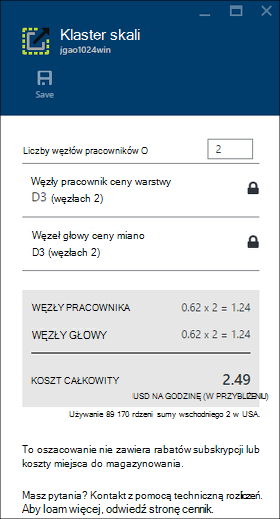 Klaster skali
jgao1024win
Save
Liczby węzłów pracowników O 2
Węzły pracownik ceny warstwy
D3 (węzłach 2)
Węzeł głowy ceny miano
D3 (węzłach 2)
WĘZŁY PRACOWNIKA 0.62 x 2 = 1.24
WĘZŁY GŁOWY 0.62 x 2 = 1.24
KOSZT CAŁKOWITY 2.49
USD NA GODZINĘ (W PRZYBLIŻENIU)
Używanie 89 170 rdzeni sumy wschodniego 2 w USA.
To oszacowanie nie zawiera rabatów subskrypcji lub
koszty miejsca do magazynowania.
Masz pytania? Kontakt z pomocą techniczną rozliczeń.
Aby loam więcej, odwiedź stronę cennik.